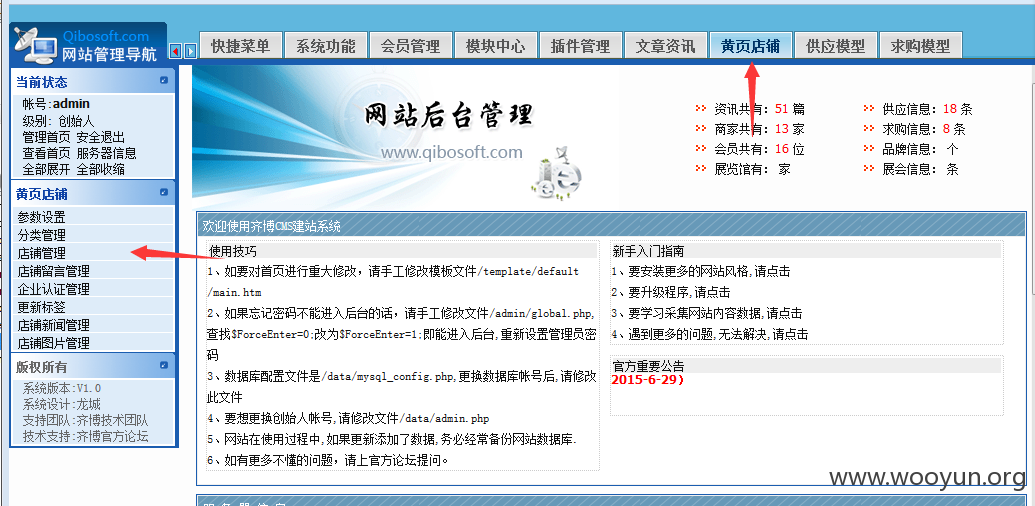 Qibosoft.com
网站管理导航
快捷菜单 系统功能 会员管理 模块中心 插件管理 文章资讯 黄页店铺 供应模型 求购模型
当前状态
帐号:admin
级别: 创始人
管理首页 安全退出
查看首页 服务器信息
全部展开 全部收缩
黄页店铺
参数设置
分类管理
店铺管理
店铺留言管理
企业认证管理
更新标签
店铺新闻管理
店铺图片管理
版权所有
系统版本:V1.0
系统设计:龙城
支持团队:齐博技术团队
技术支持:齐博官方论坛
网站后台管理
www.qibosoft.com
资讯共有: 51 篇 供应信息: 18 条
商家共有: 13 家 求购信息: 8 条
会员共有: 16 位 品牌信息: 个
展览馆有: 家 展会信息: 条
欢迎使用齐博CMS建站系统
使用技巧
1、如要对首页进行重大修改，请手工修改模板文件/template/default
/main.htm
2、如果忘记密码不能进入后台的话，请手工修改文件/admin/global.php,
查找$ForceEnter=0;改为$ForceEnter=1;即能进入后台,重新设置管理员密
码
3、数据库配置文件是/data/mysql_config.php,更换数据库帐号后,请修改
此文件
4、要想更换创始人帐号,请修改文件/data/admin.php
5、网站在使用过程中,如果更新添加了数据,务必经常备份网站数据库.
6、如有更多不懂的问题，请上官方论坛提问。
新手入门指南
1、要安装更多的网站风格,请点击
2、要升级程序,请点击
3、要学习采集网站内容数据,请点击
4、遇到更多的问题,无法解决,请点击
官方重要公告
2015-6-29)
www.wooyun.org
服务器信息